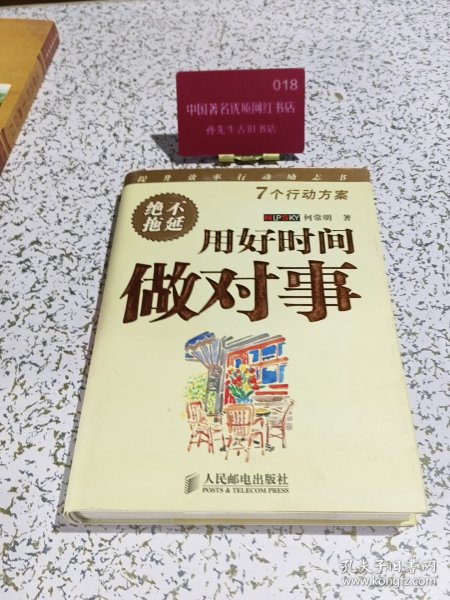 018
中国著名优质网红书店
孙先生古旧书店
提升效率行动励志书
7个行动方案
绝不
拖延
NLPSKY 何常明 著
用好时间
做对事
人民邮电出版社
POSTS & TELECOM PRESS
孔夫子旧书网
www.kongfz.com